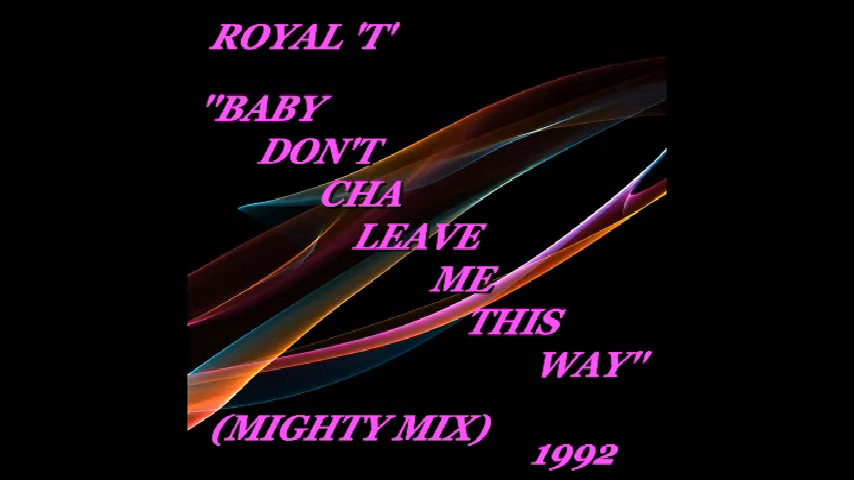 ROYAL 'T'
"BABY
DON'T
CHA
LEAVE
ME
THIS
WAY"
(MIGHTY MIX)
1992